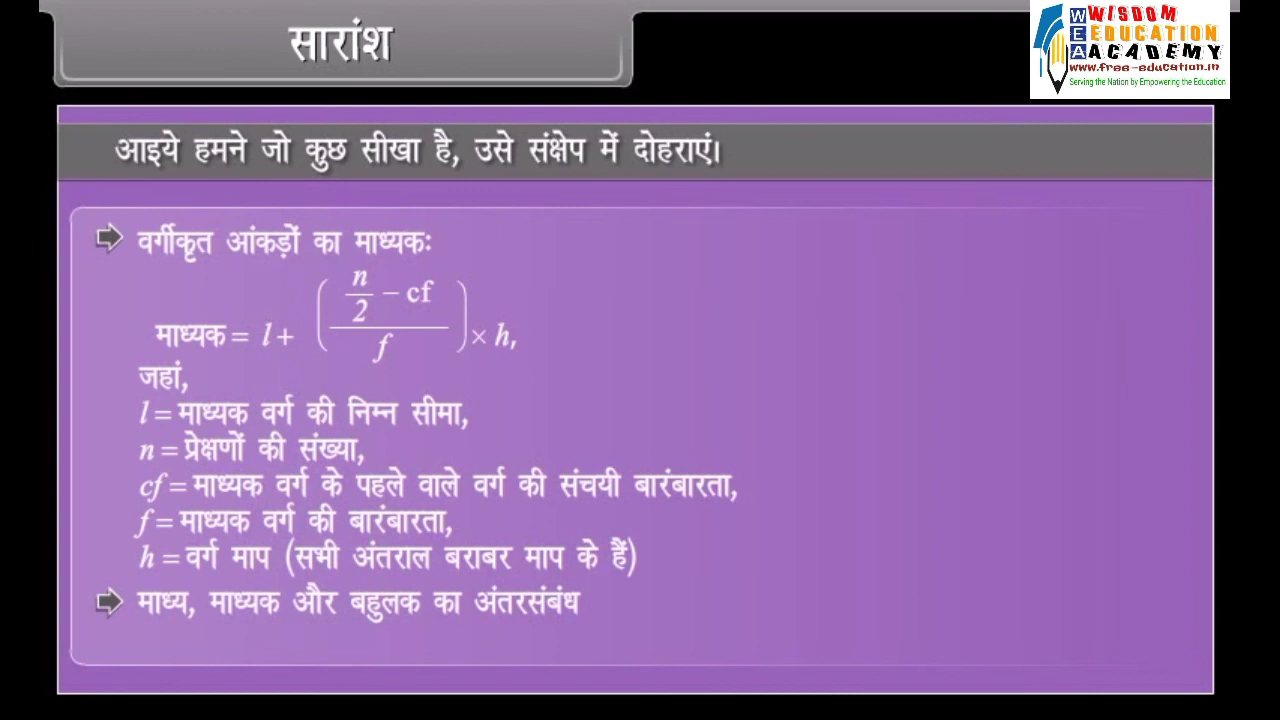 सारांश
WISDOM
EDUCATION
ACADEMY
WEA
www.free-education.in
Serving the Nation by Empowering the Education
आइये हमने जो कुछ सीखा है, उसे संक्षेप में दोहराएं।
वर्गीकृत आंकड़ों का माध्यकः
माध्यक = l + ( (n/2 – cf) / f ) × h,
जहां,
l = माध्यक वर्ग की निम्न सीमा,
n = प्रेक्षणों की संख्या,
cf = माध्यक वर्ग के पहले वाले वर्ग की संचयी बारंबारता,
f = माध्यक वर्ग की बारंबारता,
h = वर्ग माप (सभी अंतराल बराबर माप के हैं)
माध्य, माध्यक और बहुलक का अंतरसंबंध